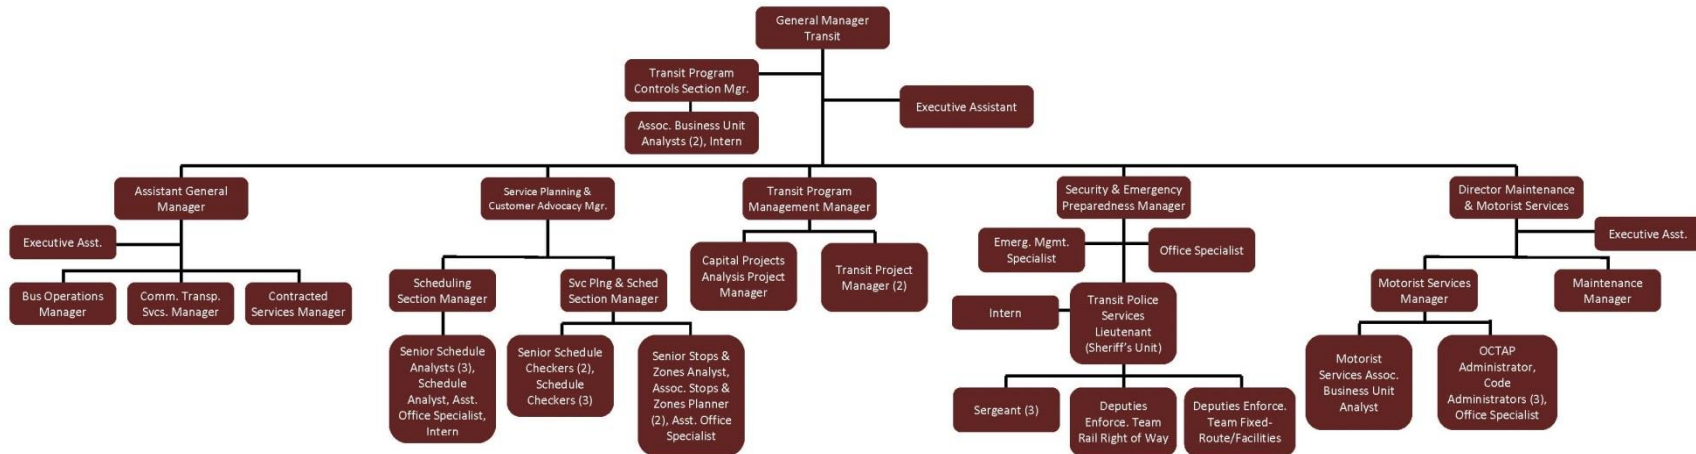 General Manager
Transit
Transit Program
Controls Section Mgr.
Executive Assistant
Assoc. Business Unit
Analysts (2), Intern
Assistant General
Manager
Service Planning &
Customer Advocacy Mgr.
Transit Program
Management Manager
Security & Emergency
Preparedness Manager
Director Maintenance
& Motorist Services
Executive Asst.
Emerg. Mgmt.
Specialist
Office Specialist
Executive Asst.
Bus Operations
Manager
Comm. Transp.
Svcs. Manager
Contracted
Services Manager
Scheduling
Section Manager
Svc Plng & Sched
Section Manager
Capital Projects
Analysis Project
Manager
Transit Project
Manager (2)
Intern
Transit Police
Services
Lieutenant
(Sheriff's Unit)
Motorist Services
Manager
Maintenance
Manager
Senior Schedule
Analysts (3),
Schedule
Analyst, Asst.
Office Specialist,
Intern
Senior Schedule
Checkers (2),
Schedule
Checkers (3)
Senior Stops &
Zones Analyst,
Assoc. Stops &
Zones Planner
(2), Asst. Office
Specialist
Sergeant (3)
Deputies
Enforce. Team
Rail Right of Way
Deputies Enforce.
Team Fixed-
Route/Facilities
Motorist
Services Assoc.
Business Unit
Analyst
OCTAP
Administrator,
Code
Administrators (3),
Office Specialist